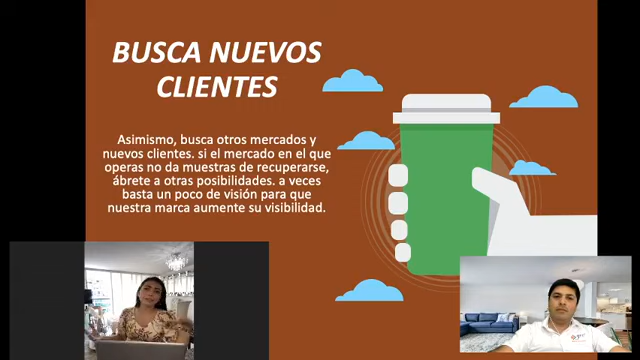 BUSCA NUEVOS
CLIENTES
Asimismo, busca otros mercados y
nuevos clientes. si el mercado en el que
operas no da muestras de recuperarse,
ábrete a otras posibilidades. a veces
basta un poco de visión para que
nuestra marca aumente su visibilidad.